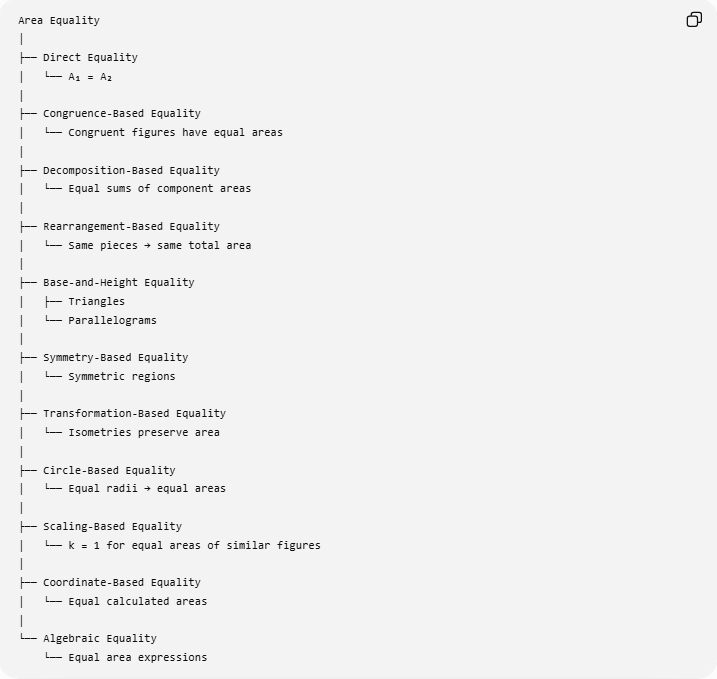 Area Equality
│
├── Direct Equality
│   └── A₁ = A₂
│
├── Congruence-Based Equality
│   └── Congruent figures have equal areas
│
├── Decomposition-Based Equality
│   └── Equal sums of component areas
│
├── Rearrangement-Based Equality
│   └── Same pieces → same total area
│
├── Base-and-Height Equality
│   ├── Triangles
│   └── Parallelograms
│
├── Symmetry-Based Equality
│   └── Symmetric regions
│
├── Transformation-Based Equality
│   └── Isometries preserve area
│
├── Circle-Based Equality
│   └── Equal radii → equal areas
│
├── Scaling-Based Equality
│   └── k = 1 for equal areas of similar figures
│
├── Coordinate-Based Equality
│   └── Equal calculated areas
│
└── Algebraic Equality
    └── Equal area expressions